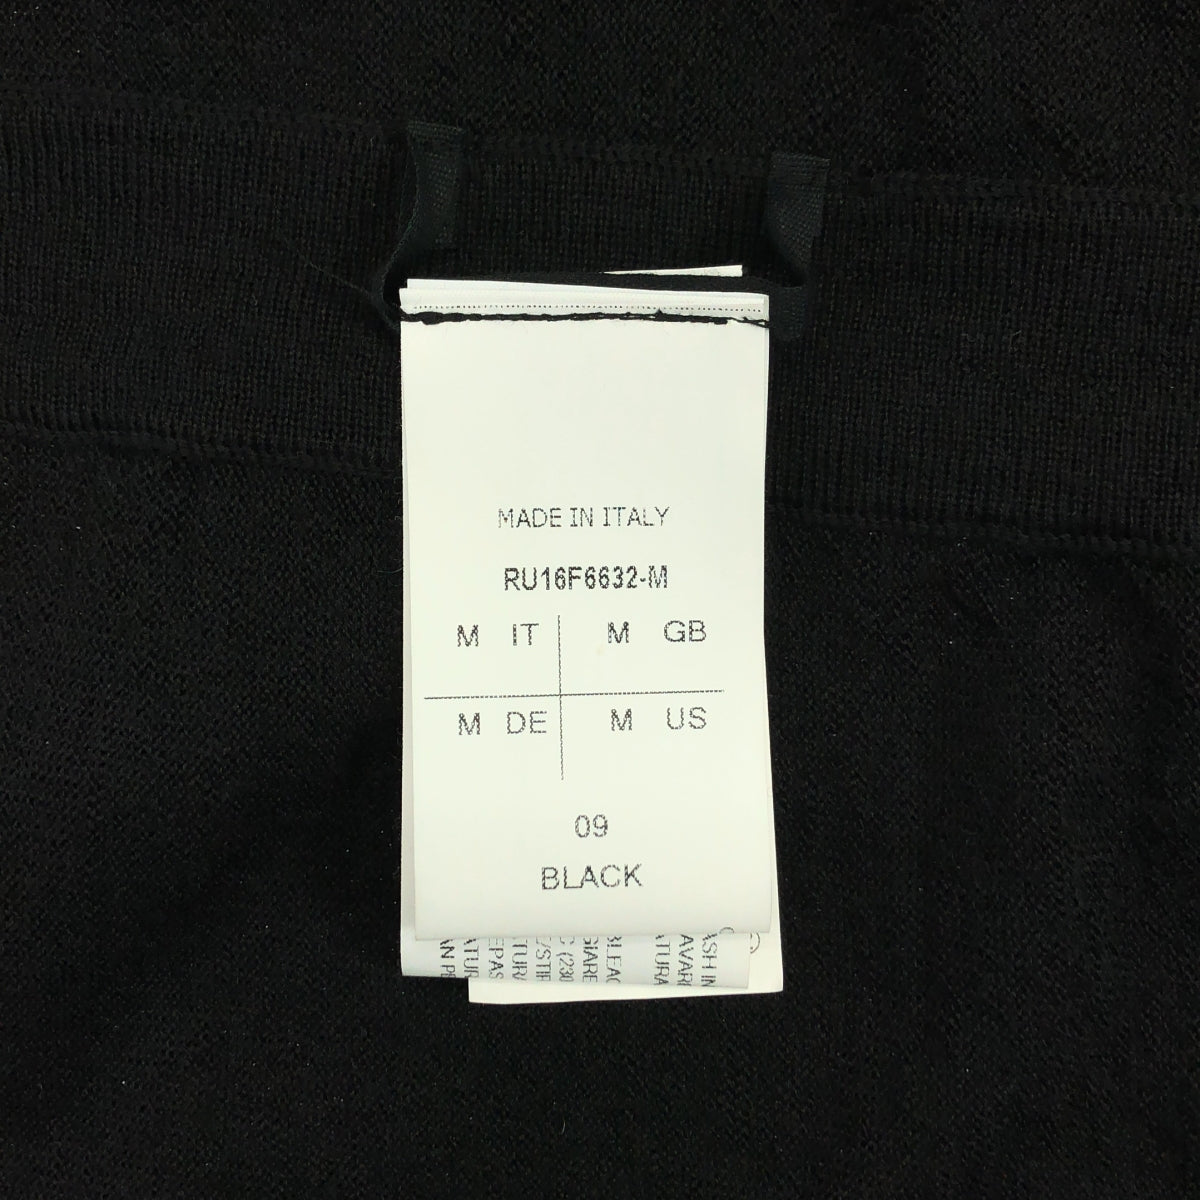 MADE IN ITALY
RU16F6632-M
M IT M GB
M DE M US
09
BLACK